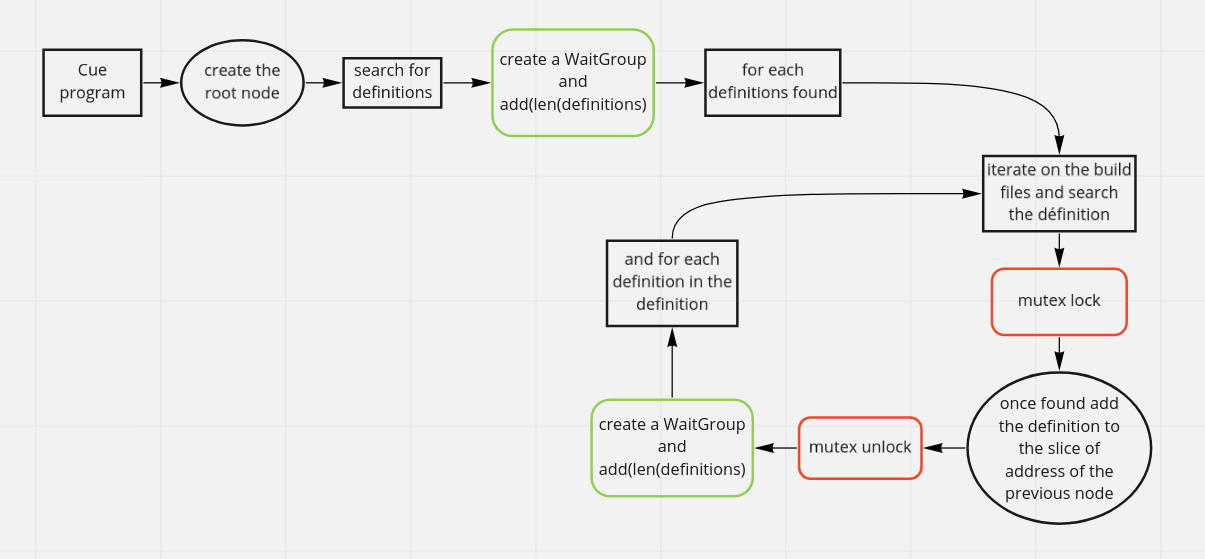 Cue
program
create the
root node
search for
definitions
create a WaitGroup
and
add(len(definitions)
for each
definitions found
iterate on the build
files and search
the définition
mutex lock
once found add
the definition to
the slice of
address of the
previous node
mutex unlock
create a WaitGroup
and
add(len(definitions)
and for each
definition in the
definition